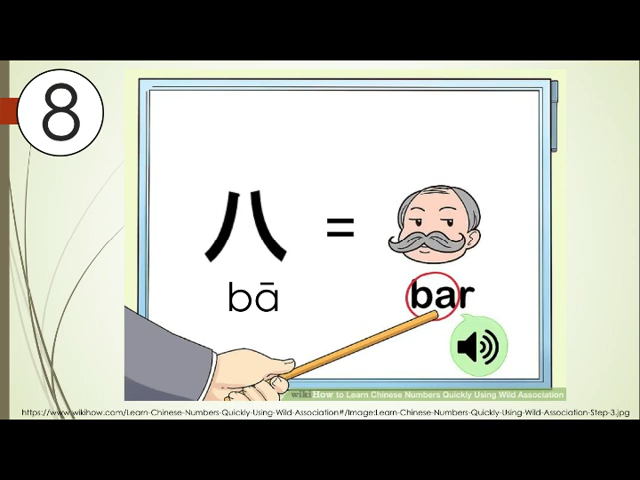 8
八 =
bā
bar
wikiHow to Learn Chinese Numbers Quickly Using Wild Association
https://www.wikihow.com/Learn-Chinese-Numbers-Quickly-Using-Wild-Association#/Image:Learn-Chinese-Numbers-Quickly-Using-Wild-Association-Step-3.jpg